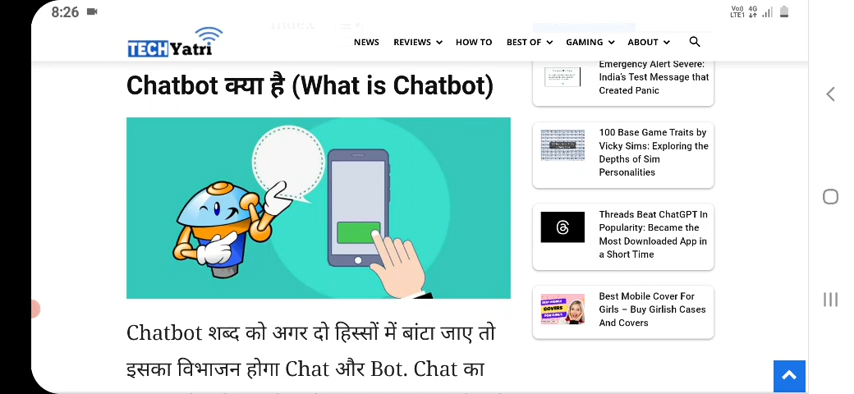 8:26
Vo) 4G
LTE1
TECHYatri
NEWS REVIEWS HOW TO BEST OF GAMING ABOUT
Chatbot क्या है (What is Chatbot)
Chatbot शब्द को अगर दो हिस्सों में बांटा जाए तो
इसका विभाजन होगा Chat और Bot. Chat का
Emergency Alert Severe:
India's Test Message that
Created Panic
100 Base Game Traits by
Vicky Sims: Exploring the
Depths of Sim
Personalities
Threads Beat ChatGPT In
Popularity: Became the
Most Downloaded App in
a Short Time
Best Mobile Cover For
Girls – Buy Girlish Cases
And Covers